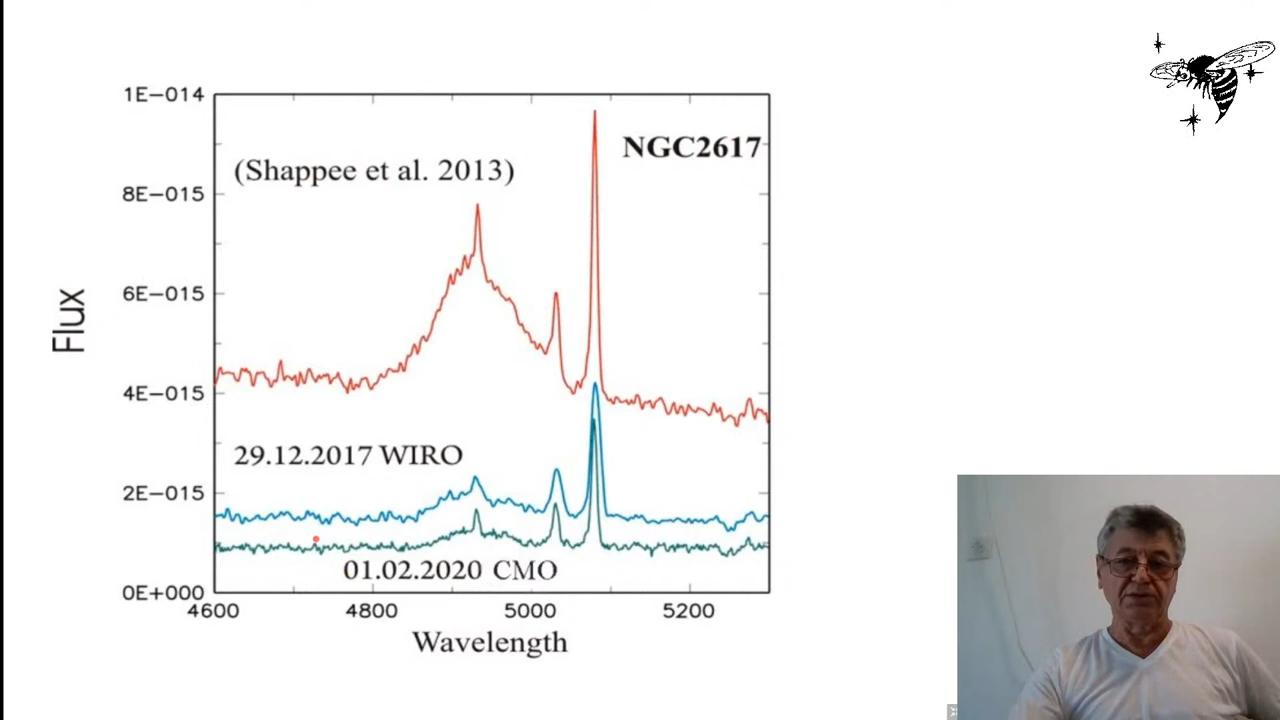 1E−014
(Shappee et al. 2013)
NGC2617
8E−015
6E−015
4E−015
29.12.2017 WIRO
2E−015
01.02.2020 CMO
0E+000
4600
4800
5000
5200
Flux
Wavelength